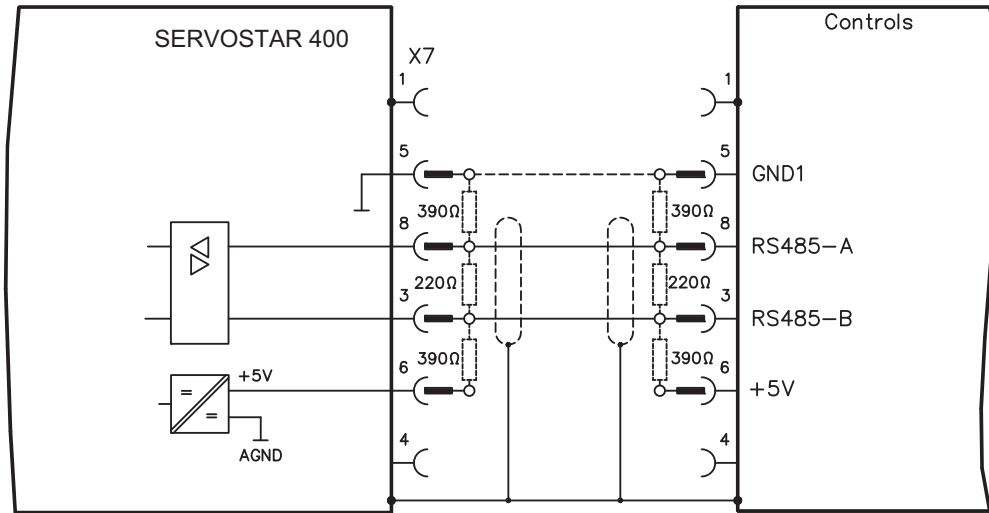 SERVOSTAR 400
Controls
X7
1
1
5
5
GND1
390Ω
390Ω
8
8
RS485-A
220Ω
220Ω
3
3
RS485-B
390Ω
390Ω
6
6
+5V
+5V
=
=
AGND
4
4